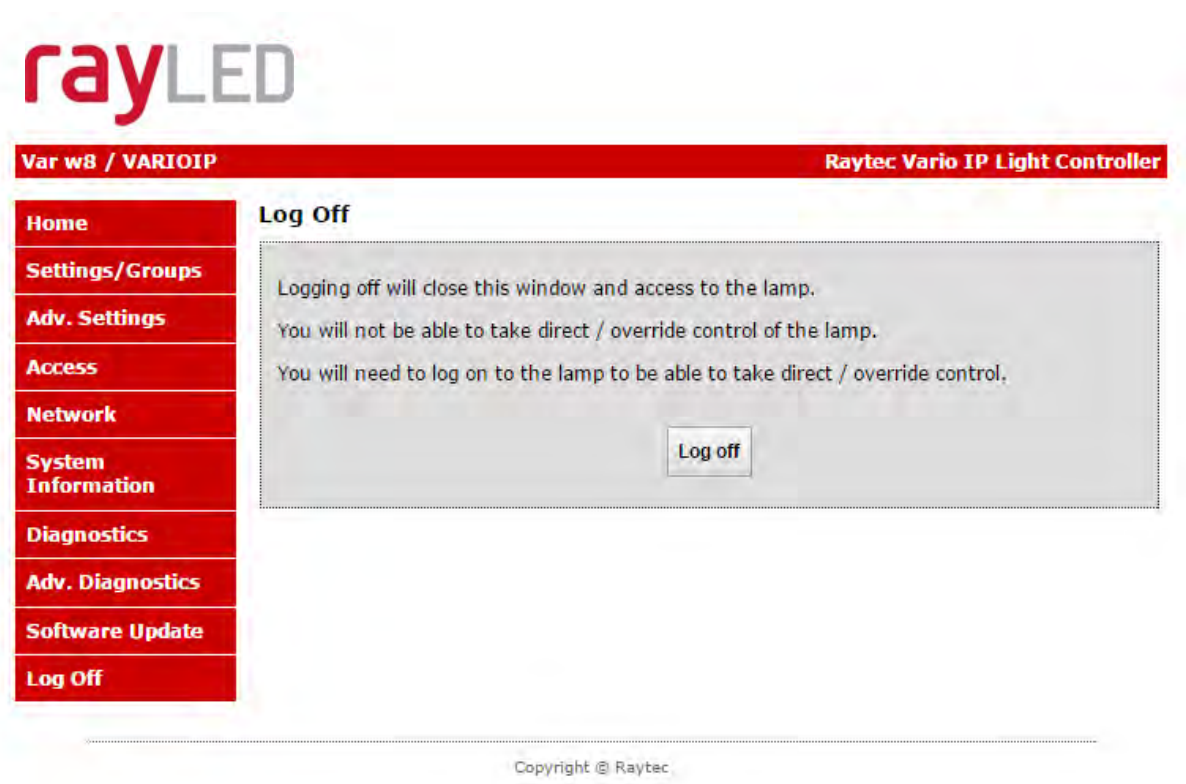 rayLED
Var w8 / VARIOIP
Raytec Vario IP Light Controller
Home
Settings/Groups
Adv. Settings
Access
Network
System
Information
Diagnostics
Adv. Diagnostics
Software Update
Log Off
Log Off
Logging off will close this window and access to the lamp.
You will not be able to take direct / override control of the lamp.
You will need to log on to the lamp to be able to take direct / override control.
Log off
Copyright @ Raytec